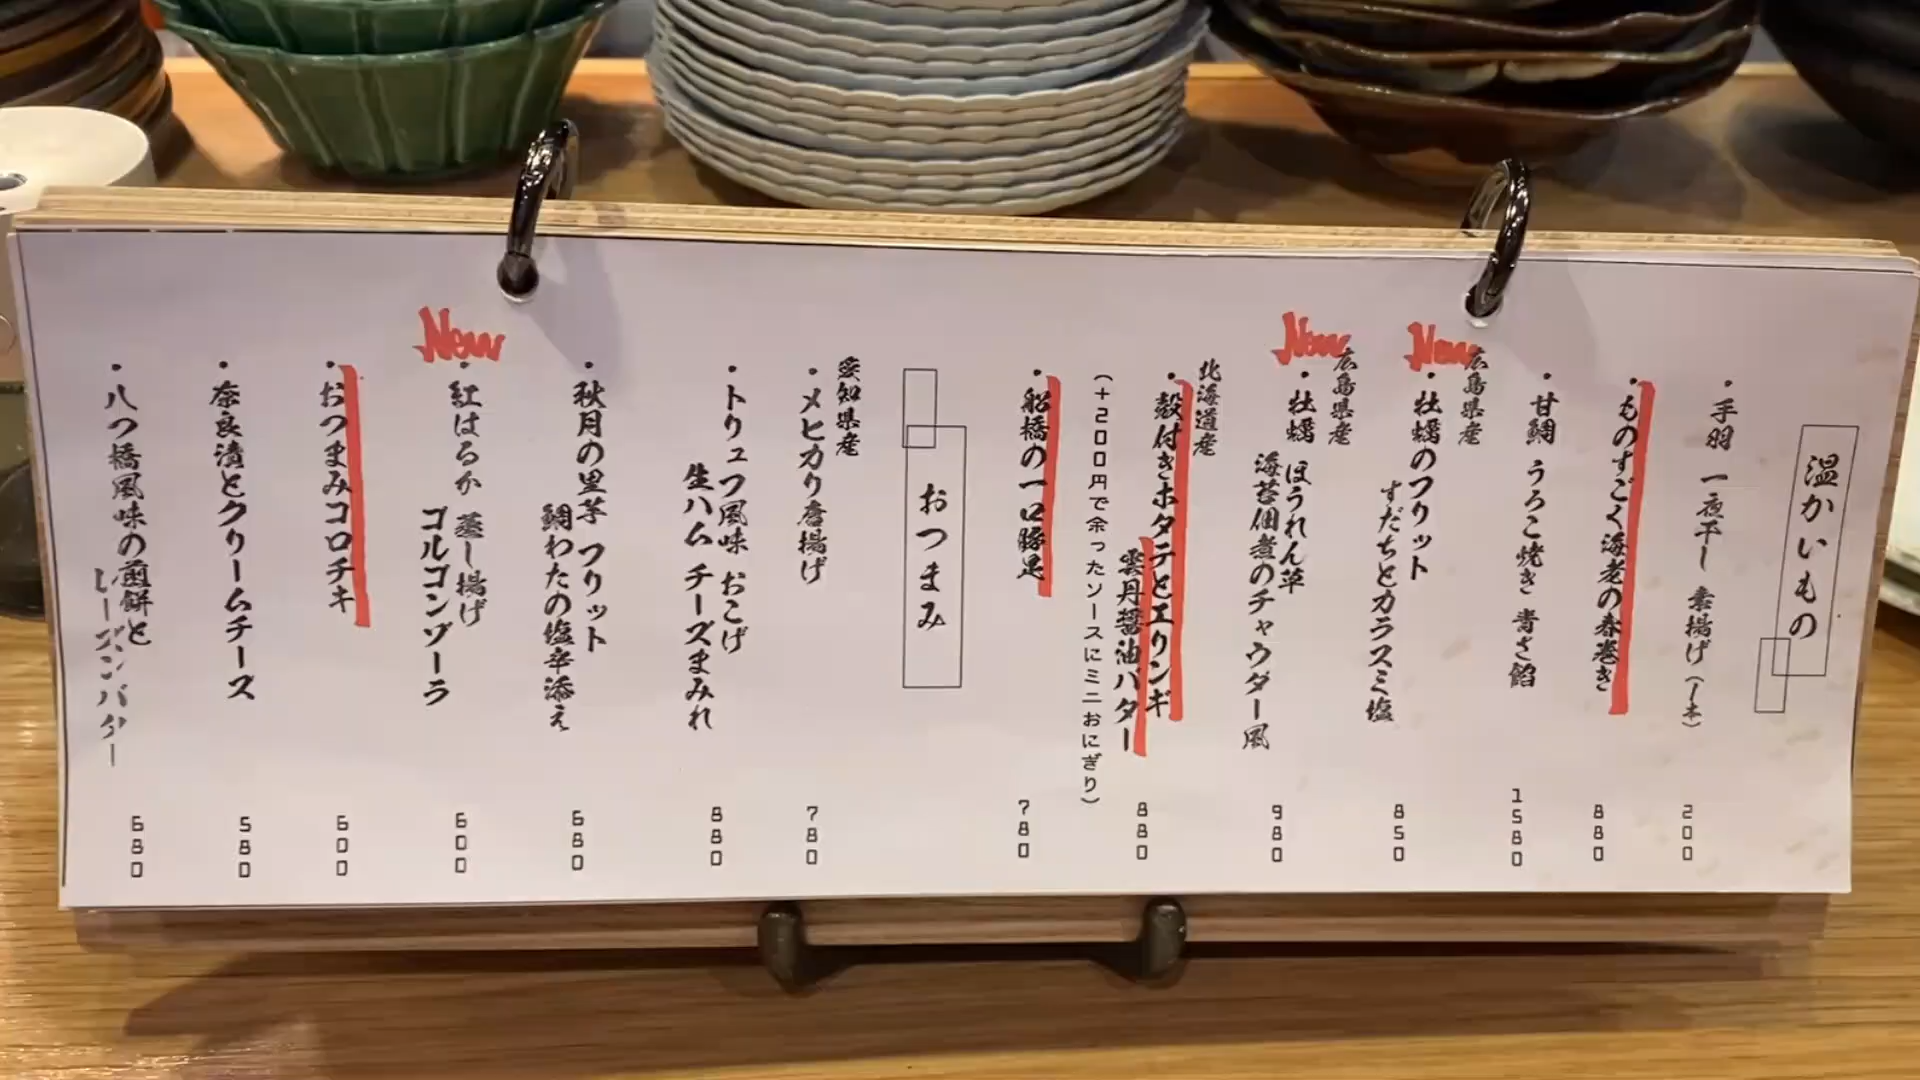 温かいもの
・手羽 一夜干し 素揚げ(1本) 200
・ものすごく海老の春巻き 880
・甘鯛 うろこ焼き 青さ餡 1580
New
広島県産
・牡蠣のフリット
すだちとカラスミ塩 850
New
広島県産
・牡蠣 ほうれん草
海苔佃煮のチャウダー風 980
北海道産
・殻付きホタテとエリンギ
雲丹醤油バター 880
(+200円で余ったソースにミニおにぎり)
・船橋の一口豚足 780
おつまみ
愛知県産
・メヒカリ唐揚げ 780
・トリュフ風味 おこげ
生ハム チーズまみれ 880
・秋月の里芋 フリット
鯛わたの塩辛添え 680
New
・紅はるか 蒸し揚げ
ゴルゴンゾーラ 600
・おつまみコロチキ 600
・奈良漬とクリームチーズ 580
・八つ橋風味の煎餅と
レーズンバター 680